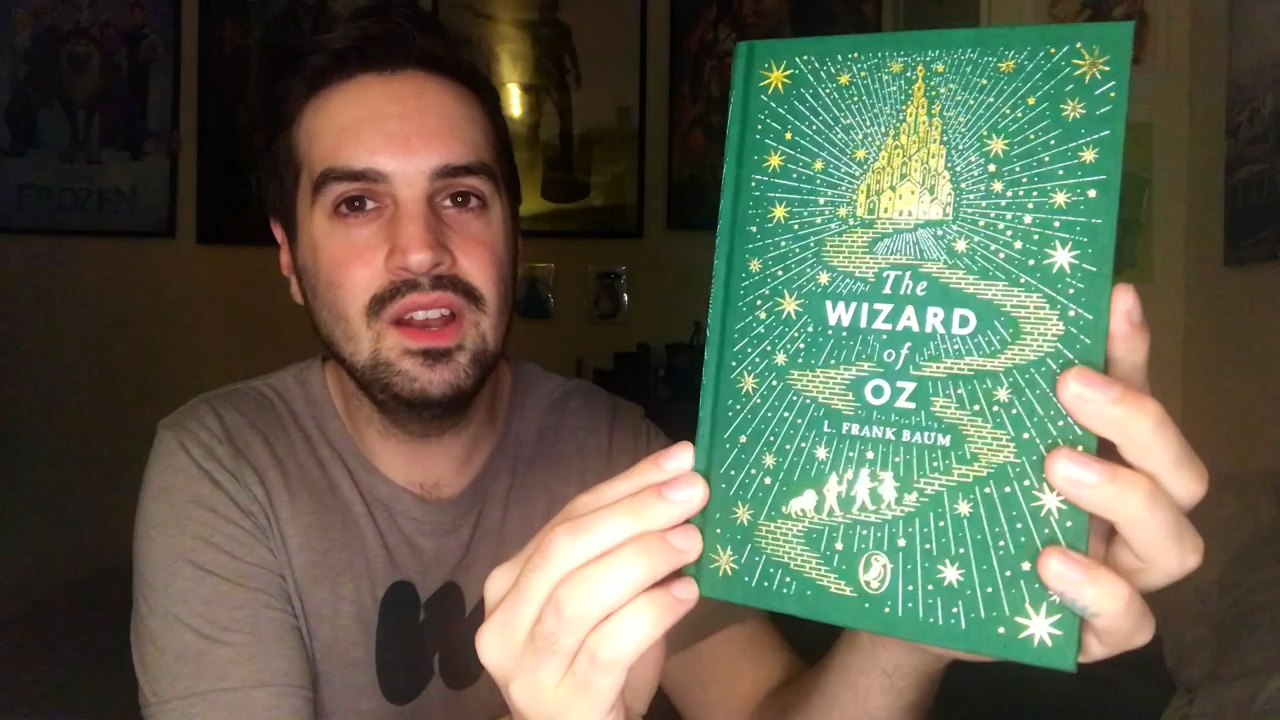 FROZEN
The
WIZARD
of
OZ
L. FRANK BAUM